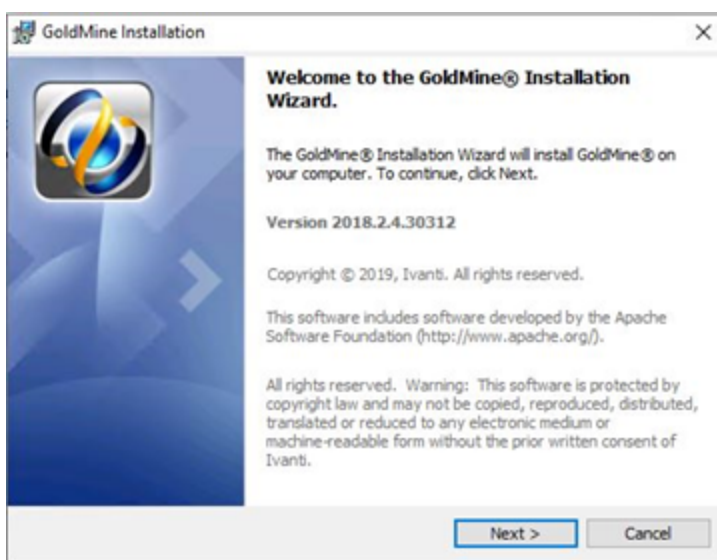 GoldMine Installation
Welcome to the GoldMine® Installation
Wizard.
The GoldMine® Installation Wizard will install GoldMine® on
your computer. To continue, click Next.
Version 2018.2.4.30312
Copyright © 2019, Ivanti. All rights reserved.
This software includes software developed by the Apache
Software Foundation (http://www.apache.org/).
All rights reserved. Warning: This software is protected by
copyright law and may not be copied, reproduced, distributed,
translated or reduced to any electronic medium or
machine-readable form without the prior written consent of
Ivanti.
Next > Cancel